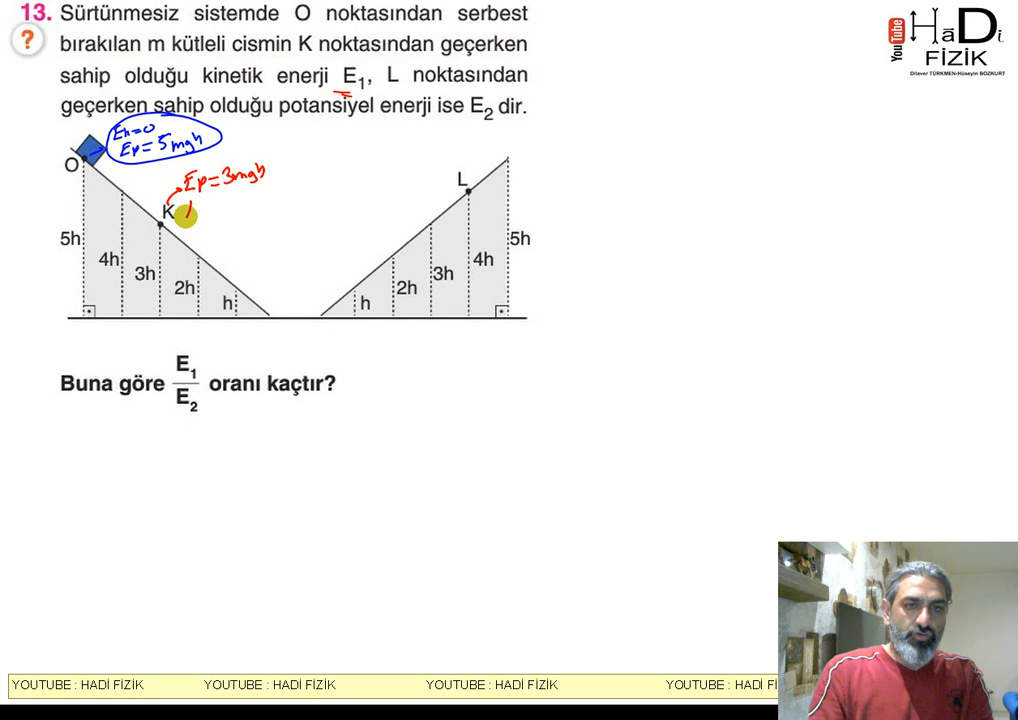 13. Sürtünmesiz sistemde O noktasından serbest
? bırakılan m kütleli cismin K noktasından geçerken
sahip olduğu kinetik enerji E1, L noktasından
geçerken sahip olduğu potansiyel enerji ise E2 dir.
YouTube HaDi
FİZİK
Dilaver TÜRKMEN-Hüseyin BOZKURT
Ek=0
Ep=5mgh
O
Ep=3mgh
K
L
5h
4h
3h
2h
h
h
2h
3h
4h
5h
Buna göre E1/E2 oranı kaçtır?
YOUTUBE : HADİ FİZİK YOUTUBE : HADİ FİZİK YOUTUBE : HADİ FİZİK YOUTUBE : HADİ Fİ